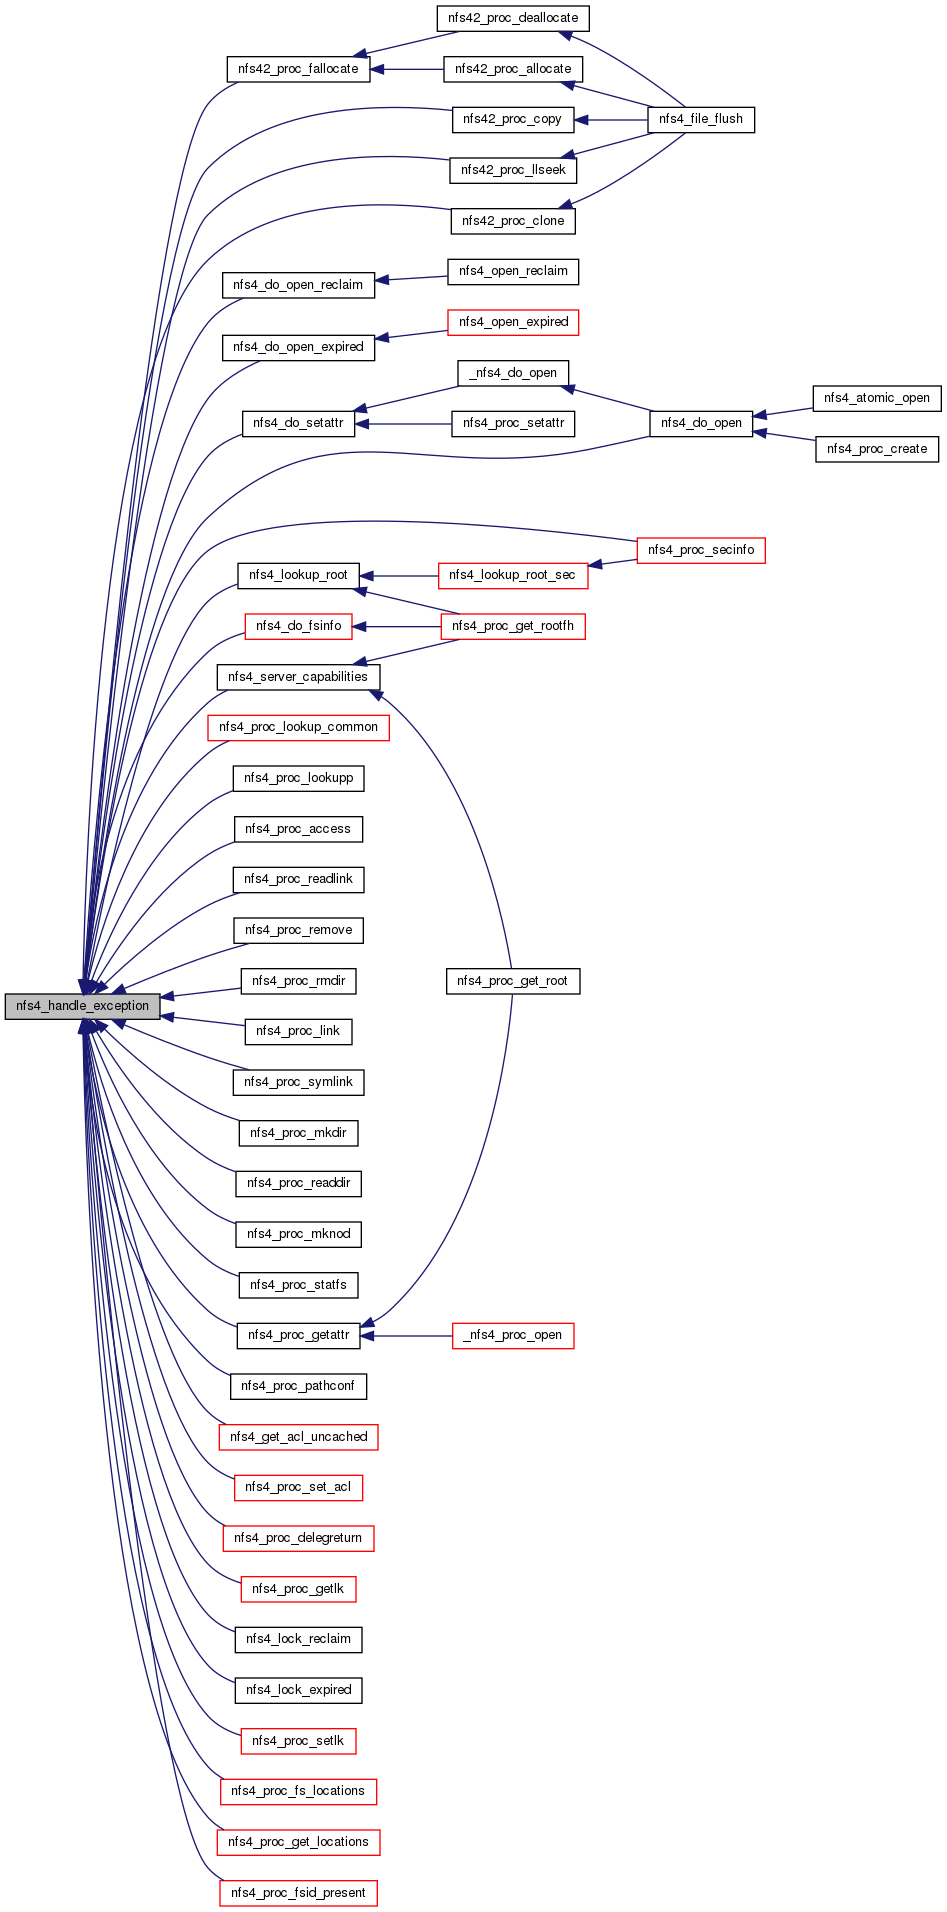 nfs42_proc_deallocate
nfs42_proc_fallocate
nfs42_proc_allocate
nfs42_proc_copy
nfs4_file_flush
nfs42_proc_llseek
nfs42_proc_clone
nfs4_do_open_reclaim
nfs4_open_reclaim
nfs4_do_open_expired
nfs4_open_expired
_nfs4_do_open
nfs4_do_setattr
nfs4_proc_setattr
nfs4_do_open
nfs4_atomic_open
nfs4_proc_create
nfs4_proc_secinfo
nfs4_lookup_root
nfs4_lookup_root_sec
nfs4_do_fsinfo
nfs4_proc_get_rootfh
nfs4_server_capabilities
nfs4_proc_lookup_common
nfs4_proc_lookupp
nfs4_proc_access
nfs4_proc_readlink
nfs4_proc_remove
nfs4_proc_rmdir
nfs4_proc_get_root
nfs4_handle_exception
nfs4_proc_link
nfs4_proc_symlink
nfs4_proc_mkdir
nfs4_proc_readdir
nfs4_proc_mknod
nfs4_proc_statfs
nfs4_proc_getattr
_nfs4_proc_open
nfs4_proc_pathconf
nfs4_get_acl_uncached
nfs4_proc_set_acl
nfs4_proc_delegreturn
nfs4_proc_getlk
nfs4_lock_reclaim
nfs4_lock_expired
nfs4_proc_setlk
nfs4_proc_fs_locations
nfs4_proc_get_locations
nfs4_proc_fsid_present